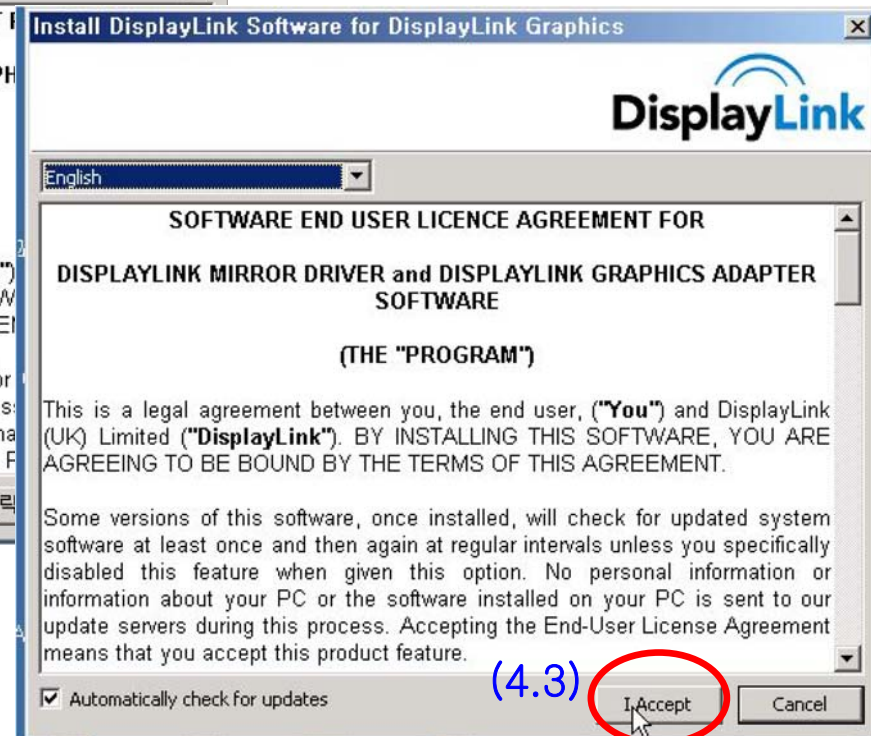 Install DisplayLink Software for DisplayLink Graphics
DisplayLink
English
SOFTWARE END USER LICENCE AGREEMENT FOR
DISPLAYLINK MIRROR DRIVER and DISPLAYLINK GRAPHICS ADAPTER
SOFTWARE
(THE "PROGRAM")
This is a legal agreement between you, the end user, ("You") and DisplayLink
(UK) Limited ("DisplayLink"). BY INSTALLING THIS SOFTWARE, YOU ARE
AGREEING TO BE BOUND BY THE TERMS OF THIS AGREEMENT.
Some versions of this software, once installed, will check for updated system
software at least once and then again at regular intervals unless you specifically
disabled this feature when given this option. No personal information or
information about your PC or the software installed on your PC is sent to our
update servers during this process. Accepting the End-User License Agreement
means that you accept this product feature.
(4.3)
Automatically check for updates
I Accept
Cancel